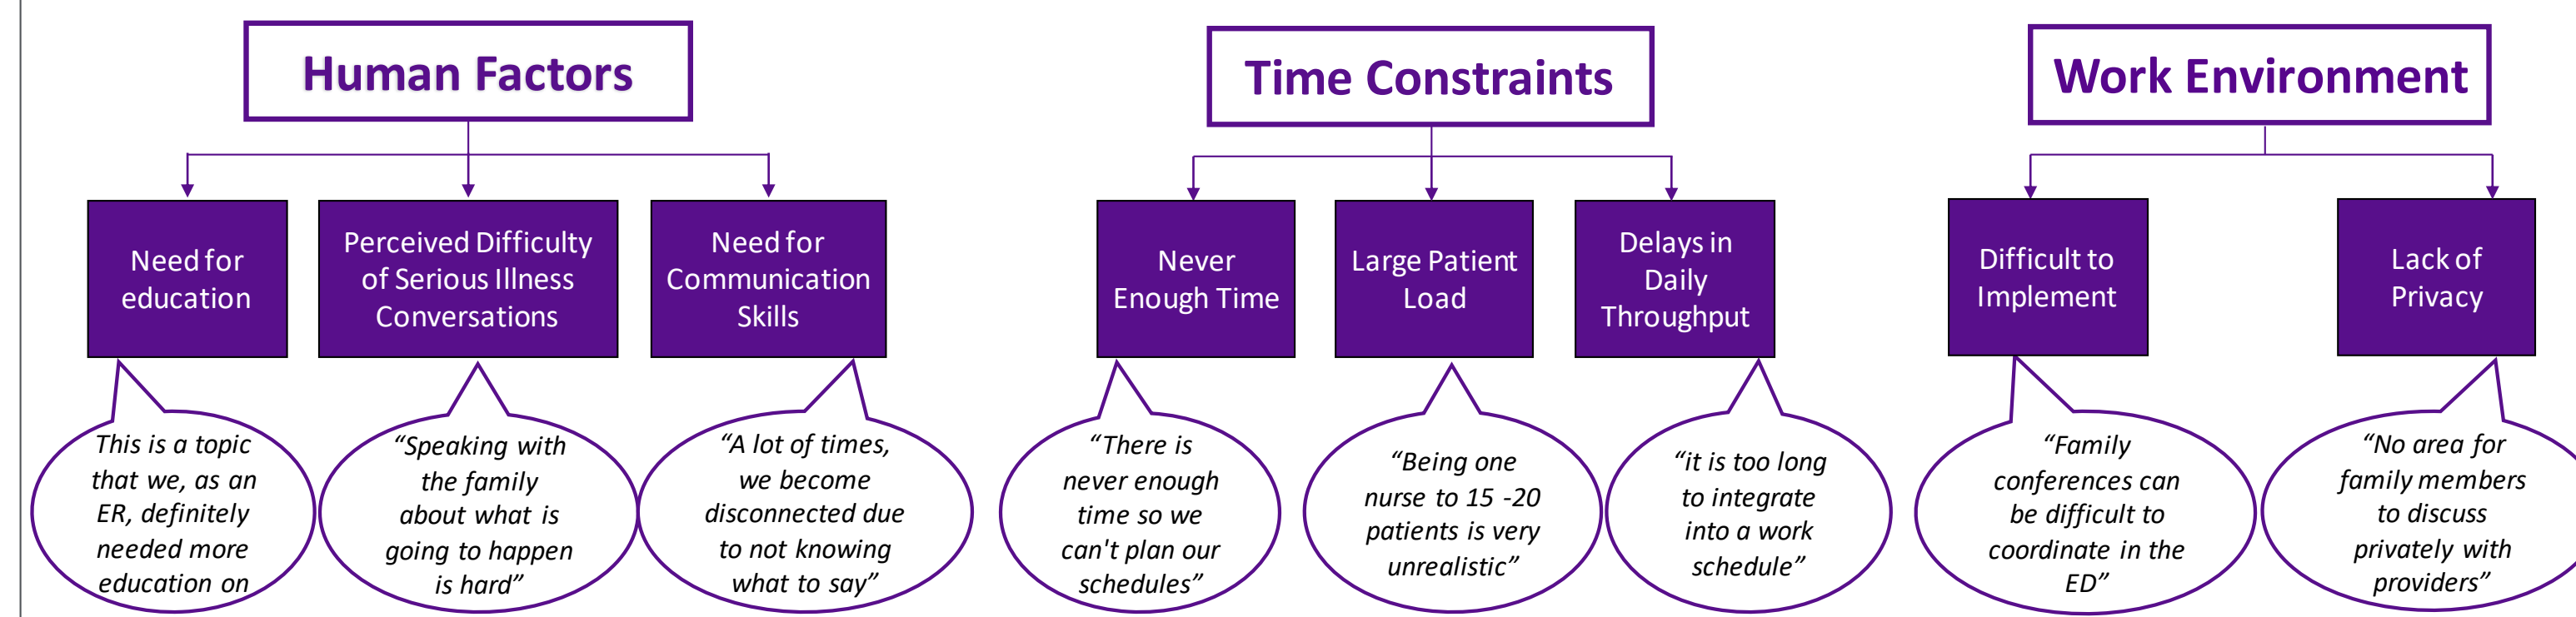 Human Factors
Need for
education
Perceived Difficulty
of Serious Illness
Conversations
Need for
Communication
Skills
This is a topic
that we, as an
ER, definitely
needed more
education on
“Speaking with
the family
about what is
going to happen
is hard”
“A lot of times,
we become
disconnected due
to not knowing
what to say”
Time Constraints
Never
Enough Time
Large Patient
Load
Delays in
Daily
Throughput
“There is
never enough
time so we
can't plan our
schedules”
“Being one
nurse to 15 -20
patients is very
unrealistic”
“it is too long
to integrate
into a work
schedule”
Work Environment
Difficult to
Implement
Lack of
Privacy
“Family
conferences can
be difficult to
coordinate in the
ED”
“No area for
family members
to discuss
privately with
providers”